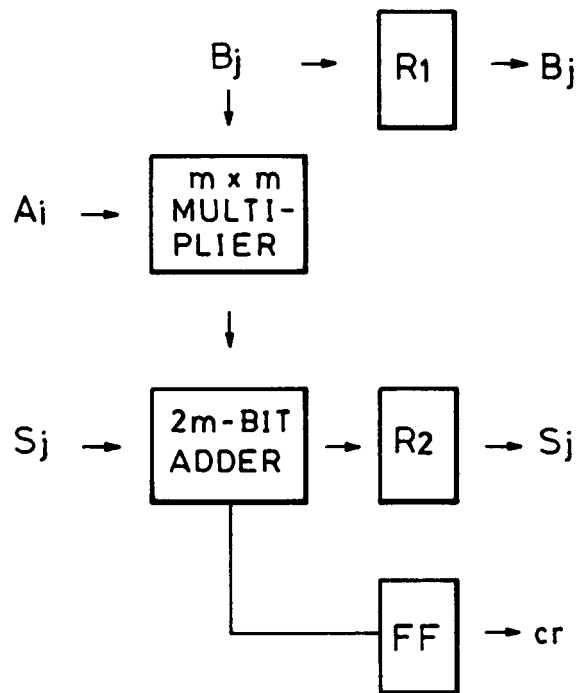 Bj
R1
Bj
Ai
m x m
MULTI-
PLIER
Sj
2m-BIT
ADDER
R2
Sj
FF
cr